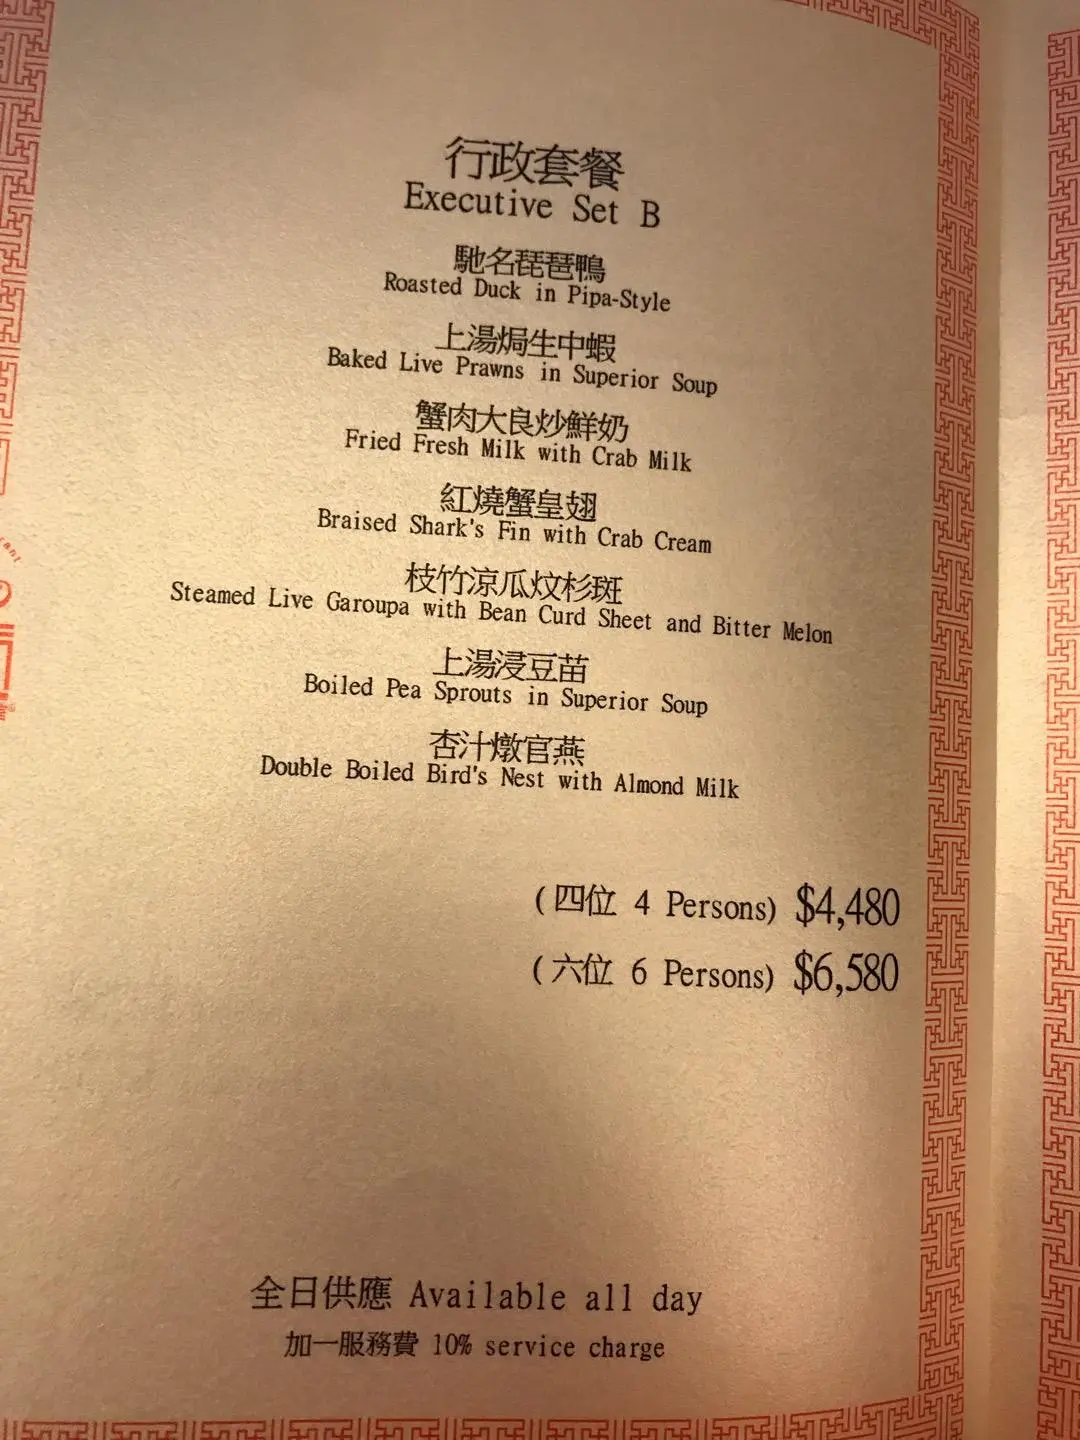 行政套餐
Executive Set B
馳名琵琶鴨
Roasted Duck in Pipa-Style
上湯焗生中蝦
Baked Live Prawns in Superior Soup
蟹肉大良炒鮮奶
Fried Fresh Milk with Crab Milk
紅燒蟹皇翅
Braised Shark's Fin with Crab Cream
枝竹涼瓜炆杉斑
Steamed Live Garoupa with Bean Curd Sheet and Bitter Melon
上湯浸豆苗
Boiled Pea Sprouts in Superior Soup
杏汁燉官燕
Double Boiled Bird's Nest with Almond Milk
(四位 4 Persons) $4,480
(六位 6 Persons) $6,580
全日供應 Available all day
加一服務費 10% service charge